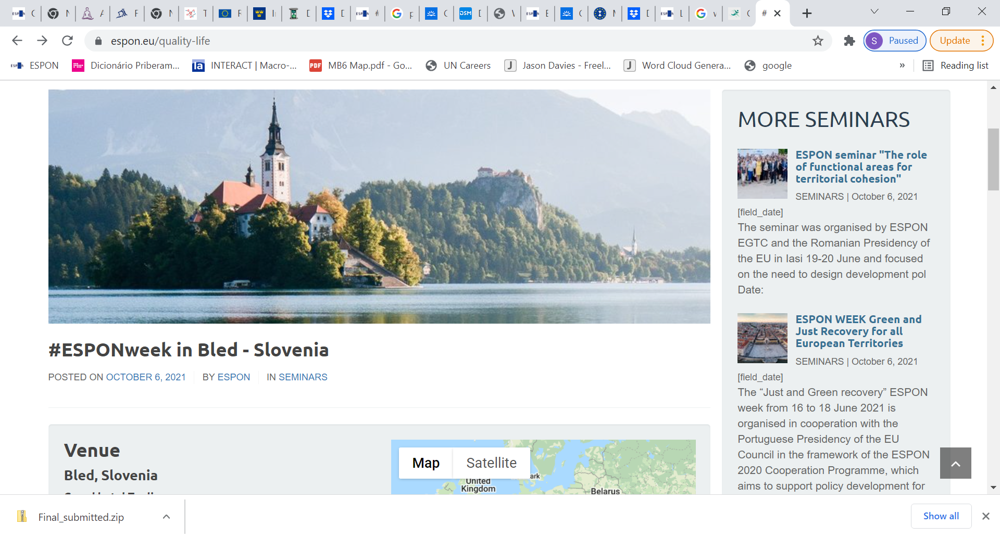 espon.eu/quality-life
S Paused
Update
ESPON
Dicionário Priberam...
INTERACT | Macro-...
PDF MB6 Map.pdf - Go...
UN Careers
J Jason Davies - Freel...
J Word Cloud Genera...
google
»
Reading list
#ESPONweek in Bled - Slovenia
POSTED ON OCTOBER 6, 2021 BY ESPON IN SEMINARS
Venue
Bled, Slovenia
Map Satellite
United
Kingdom
ark
Belarus
MORE SEMINARS
ESPON seminar "The role
of functional areas for
territorial cohesion"
SEMINARS | October 6, 2021
[field_date]
The seminar was organised by ESPON
EGTC and the Romanian Presidency of
the EU in Iasi 19-20 June and focused
on the need to design development pol
Date:
ESPON WEEK Green and
Just Recovery for all
European Territories
SEMINARS | October 6, 2021
[field_date]
The “Just and Green recovery” ESPON
week from 16 to 18 June 2021 is
organised in cooperation with the
Portuguese Presidency of the EU
Council in the framework of the ESPON
2020 Cooperation Programme, which
aims to support policy development for
Final_submitted.zip
Show all